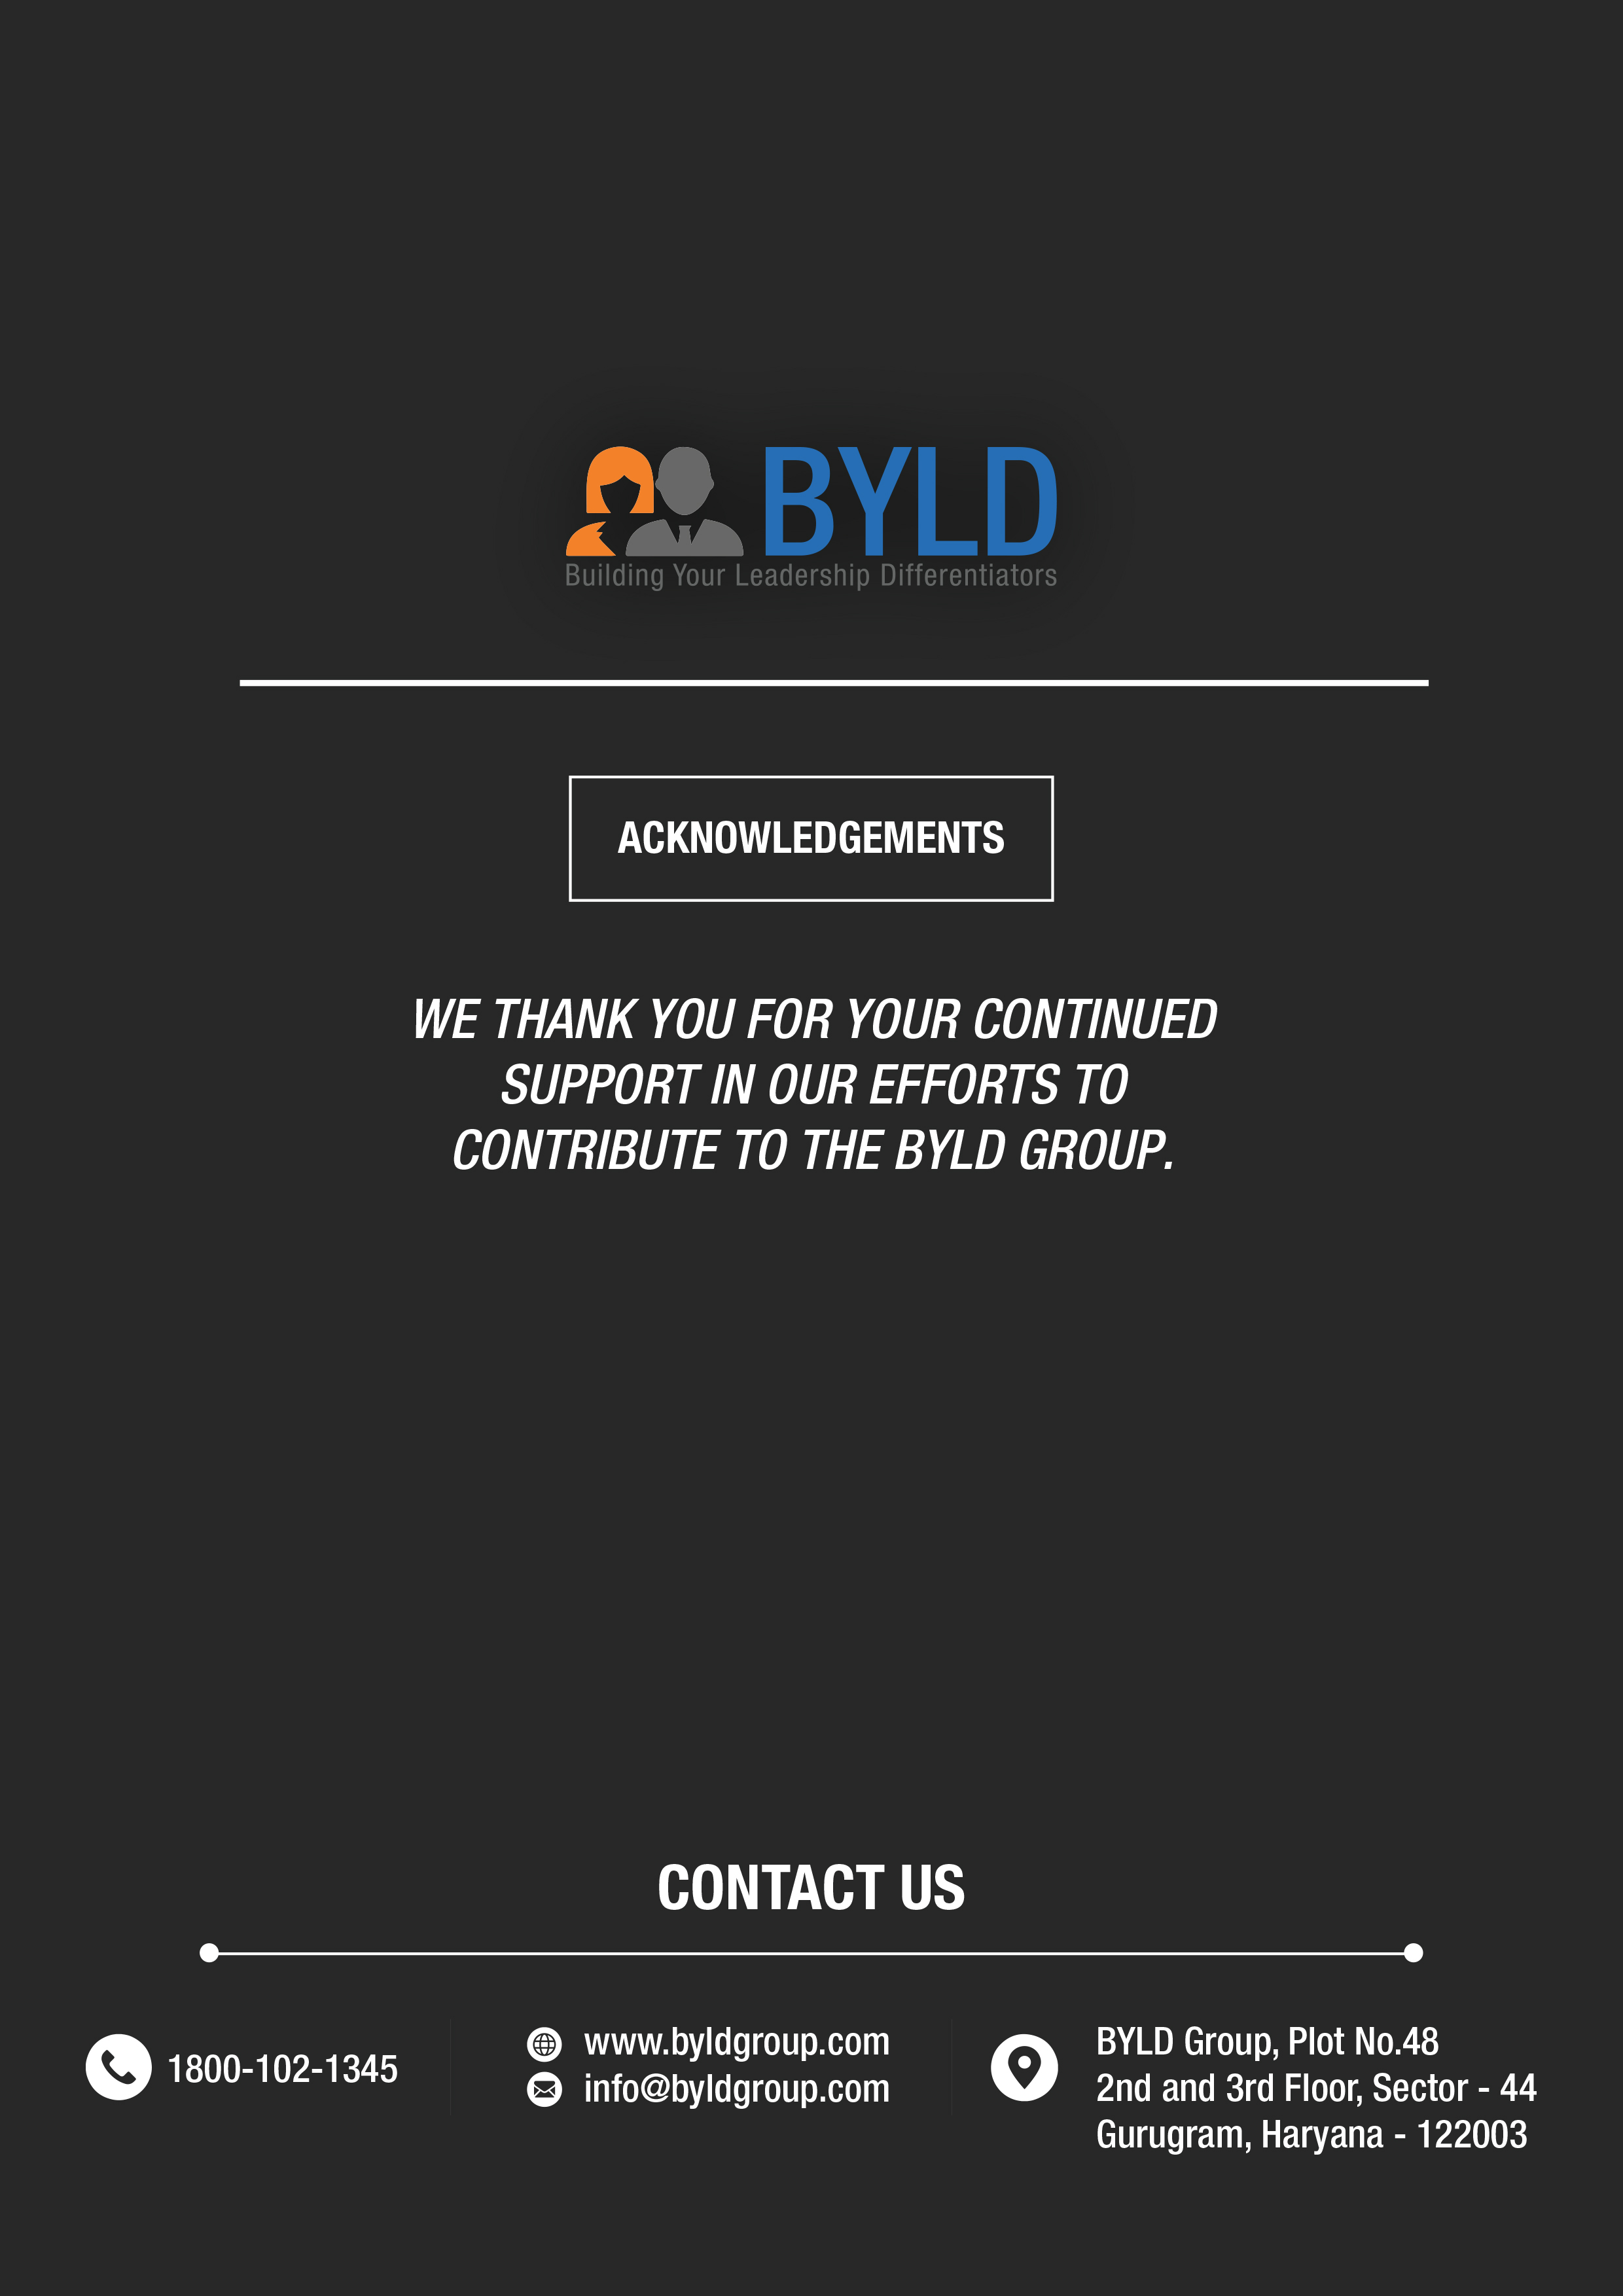 BYLD
Building Your Leadership Differentiators
ACKNOWLEDGEMENTS
WE THANK YOU FOR YOUR CONTINUED
SUPPORT IN OUR EFFORTS TO
CONTRIBUTE TO THE BYLD GROUP.
CONTACT US
1800-102-1345
www.byldgroup.com
info@byldgroup.com
BYLD Group, Plot No.48
2nd and 3rd Floor, Sector - 44
Gurugram, Haryana - 122003